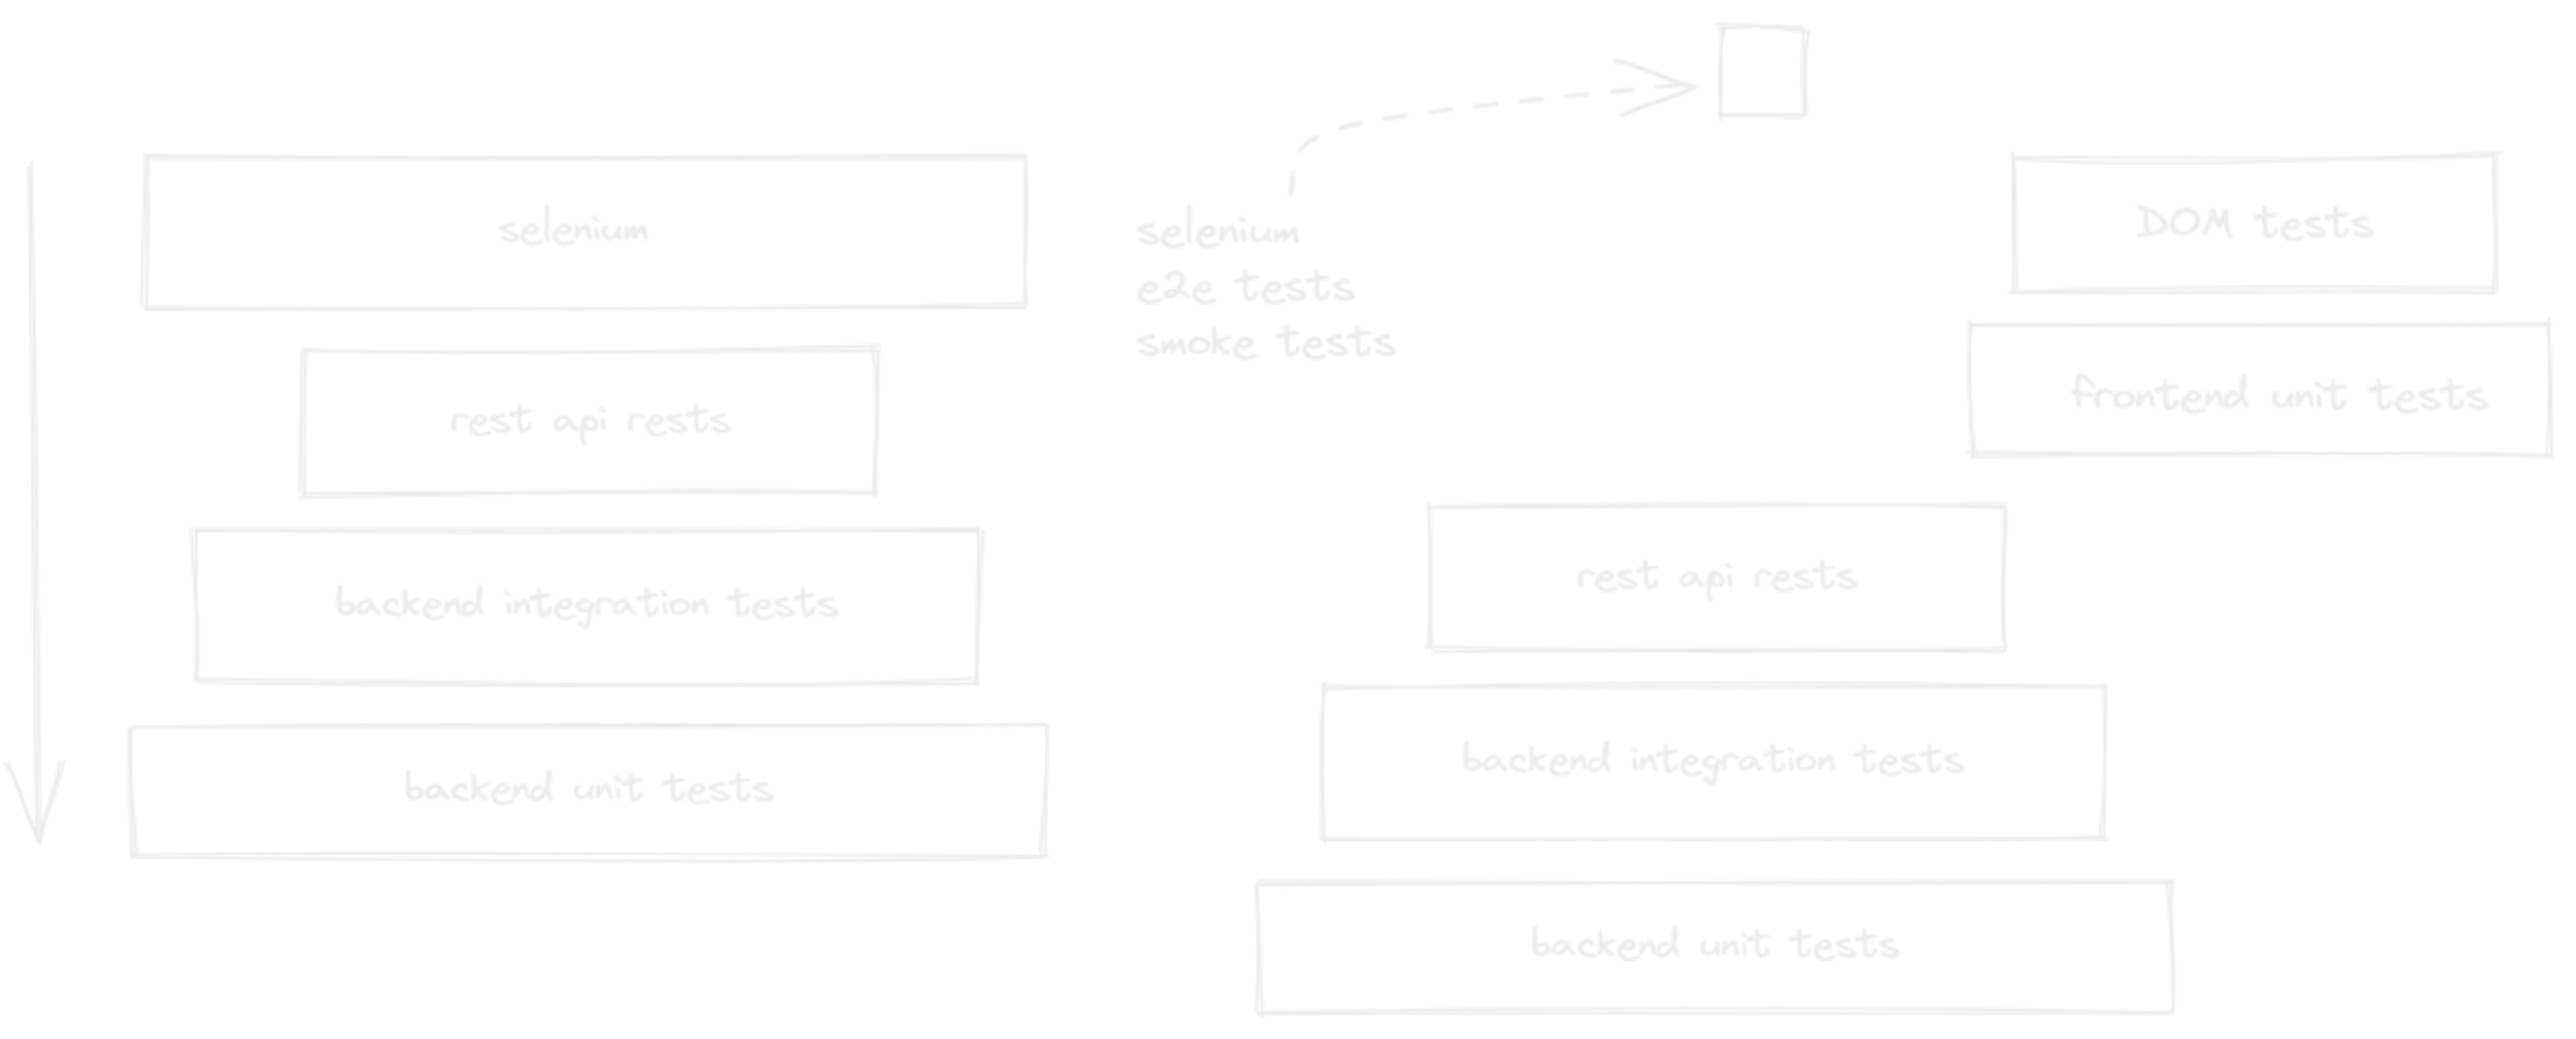 selenium
rest api rests
backend integration tests
backend unit tests
selenium
e2e tests
smoke tests
DOM tests
frontend unit tests
rest api rests
backend integration tests
backend unit tests